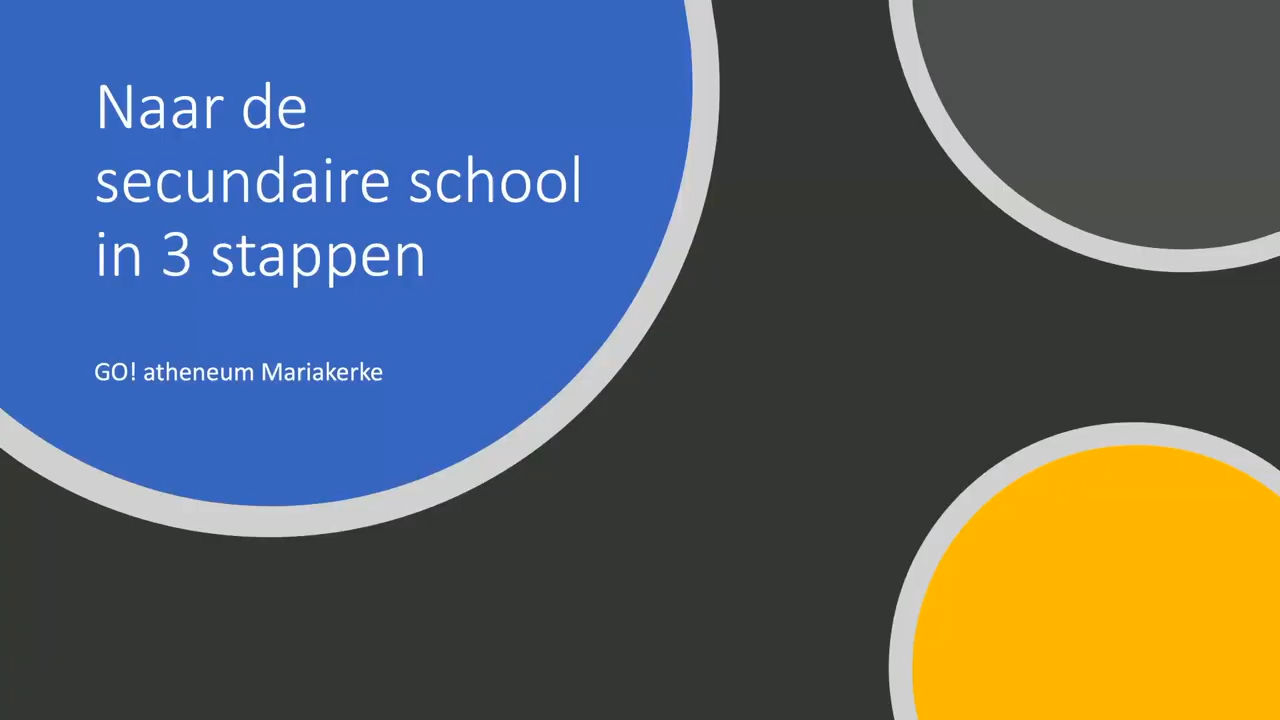 Naar de
secundaire school
in 3 stappen
GO! atheneum Mariakerke